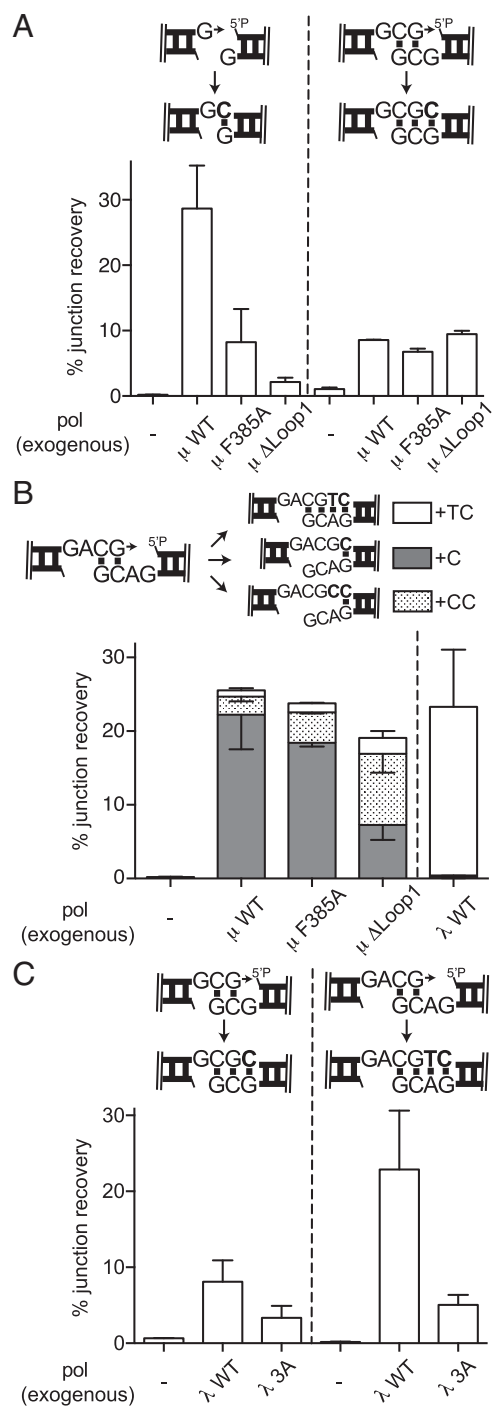 A
G 5'P GCG 5'P
G GCG
GC GCGC
G GCG
% junction recovery
30
20
10
0
pol
(exogenous)
- μ WT μ F385A μ ΔLoop1 - μ WT μ F385A μ ΔLoop1
B
GACG 5'P
GCAG
GACGTC
GCAG
+TC
GACGC
GCAG
+C
GACGCC
GCAG
+CC
% junction recovery
30
20
10
0
pol
(exogenous)
- μ WT μ F385A μ ΔLoop1 λ WT
C
GCG 5'P GACG 5'P
GCG GCAG
GCGC GACGTC
GCG GCAG
% junction recovery
30
20
10
0
pol
(exogenous)
- λ WT λ 3A - λ WT λ 3A